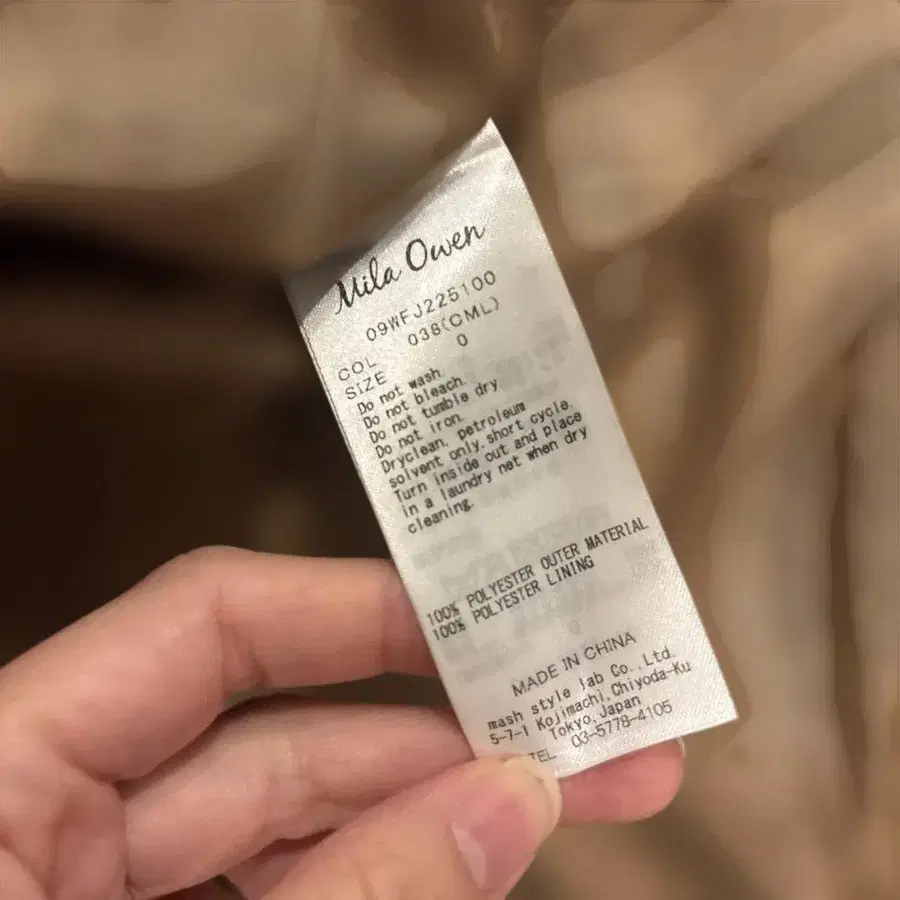 Mila Owen
09WFJ225100
COL 038(CML)
SIZE 0
Do not wash.
Do not bleach.
Do not tumble dry.
Do not iron.
Dryclean, petroleum
solvent only,short cycle.
Turn inside out and place
in a laundry net when dry
cleaning.
100% POLYESTER OUTER MATERIAL
100% POLYESTER LINING
MADE IN CHINA
mash style lab Co.,Ltd.
5-7-1 Kojimachi,Chiyoda-Ku
Tokyo,Japan
TEL 03-5778-4105